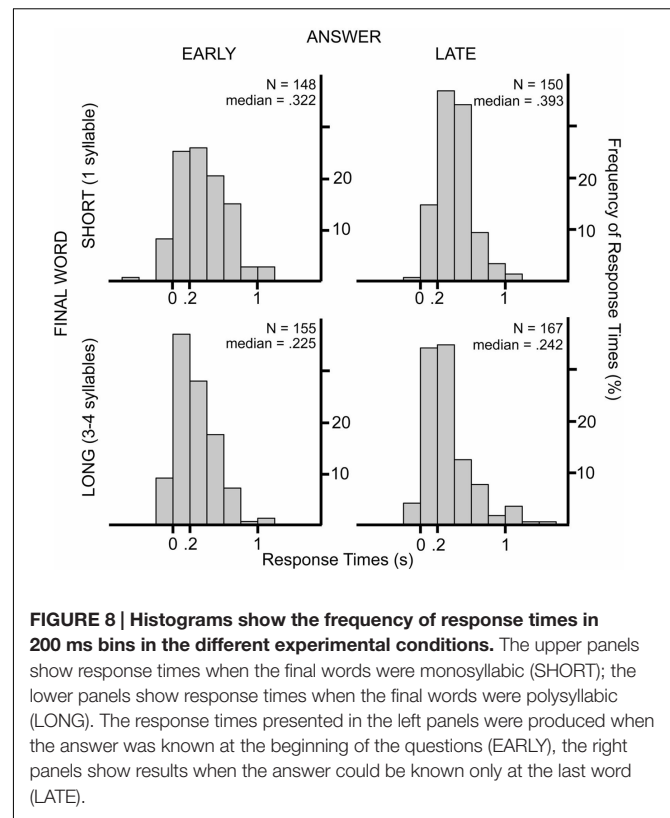 ANSWER
EARLY
LATE
FINAL WORD
SHORT (1 syllable)
N = 148
median = .322
20
10
0 .2 1
N = 150
median = .393
20
10
0 .2 1
LONG (3-4 syllables)
N = 155
median = .225
20
10
0 .2 1
N = 167
median = .242
20
10
0 .2 1
Frequency of Response Times (%)
Response Times (s)
FIGURE 8 | Histograms show the frequency of response times in
200 ms bins in the different experimental conditions. The upper panels
show response times when the final words were monosyllabic (SHORT); the
lower panels show response times when the final words were polysyllabic
(LONG). The response times presented in the left panels were produced when
the answer was known at the beginning of the questions (EARLY), the right
panels show results when the answer could be known only at the last word
(LATE).